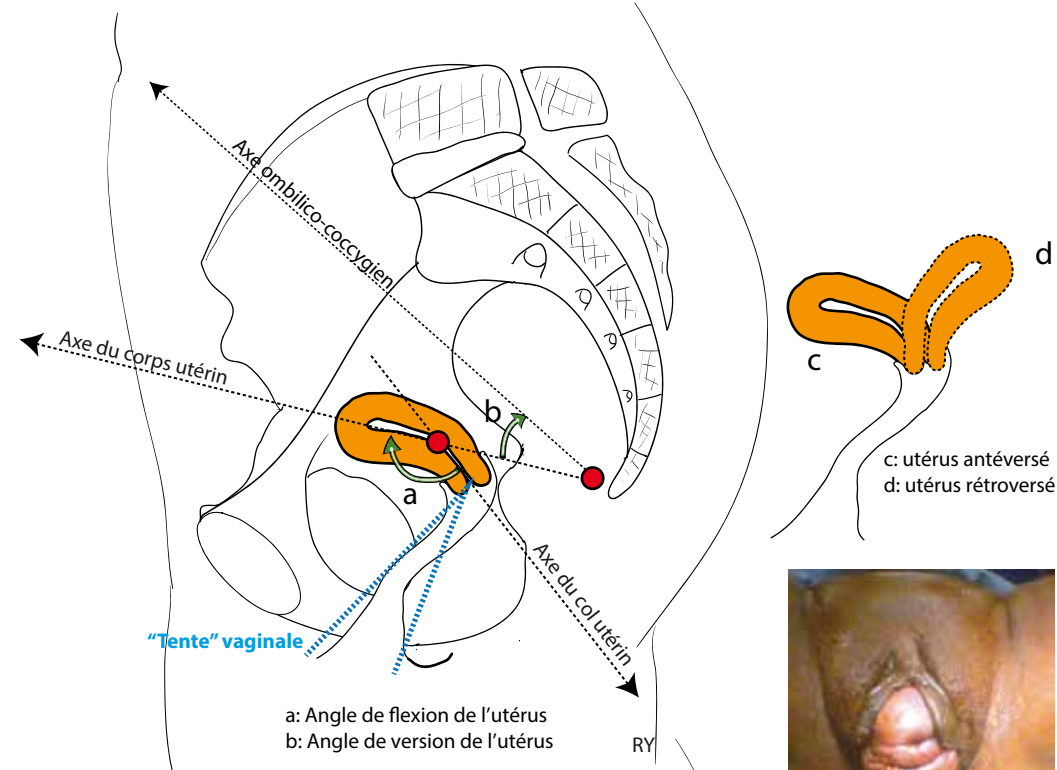 Axe ombilico-coccygien
d
Axe du corps utérin
c
b
c: utérus antéversé
d: utérus rétroversé
a
Axe du col utérin
“Tente” vaginale
a: Angle de flexion de l’utérus
b: Angle de version de l’utérus
RY